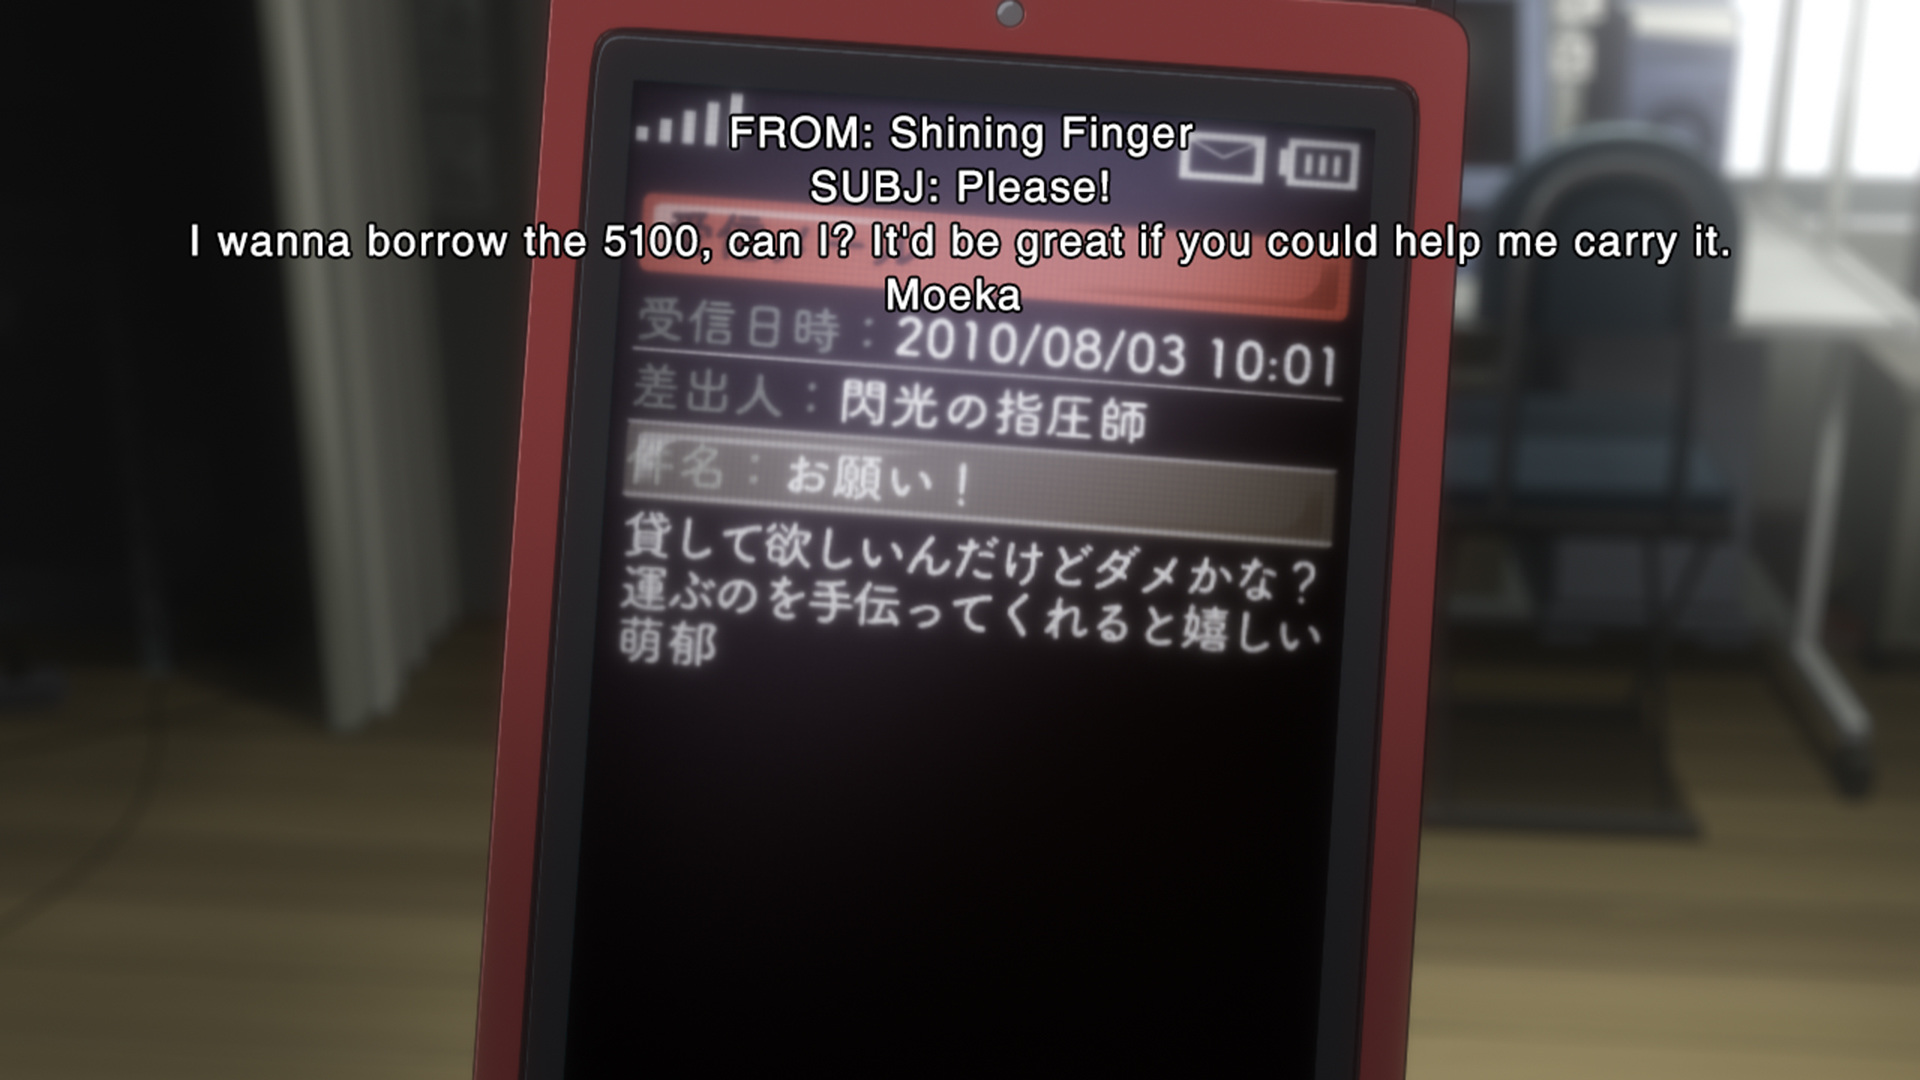 FROM: Shining Finger
SUBJ: Please!
I wanna borrow the 5100, can I? It'd be great if you could help me carry it.
Moeka
受信日時：2010/08/03 10:01
差出人：閃光の指圧師
件名：お願い！
貸して欲しいんだけどダメかな？
運ぶのを手伝ってくれると嬉しい
萌郁